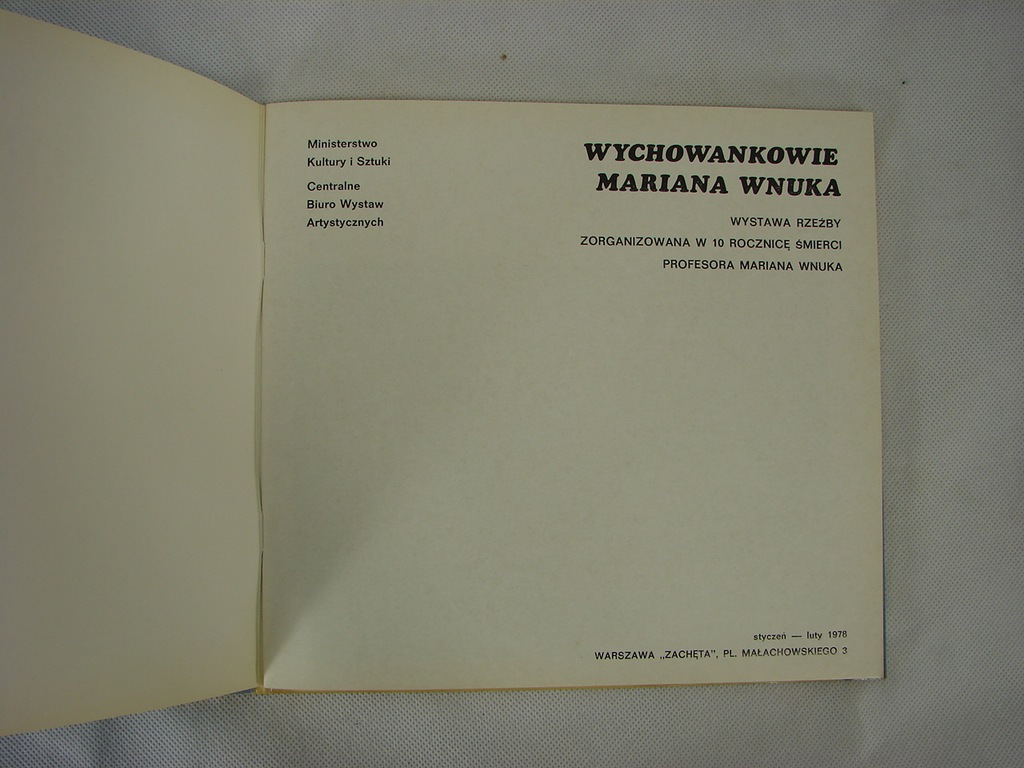 Ministerstwo
Kultury i Sztuki
Centralne
Biuro Wystaw
Artystycznych
WYCHOWANKOWIE
MARIANA WNUKA
WYSTAWA RZEŹBY
ZORGANIZOWANA W 10 ROCZNICĘ ŚMIERCI
PROFESORA MARIANA WNUKA
styczeń — luty 1978
WARSZAWA „ZACHĘTA”, PL. MAŁACHOWSKIEGO 3